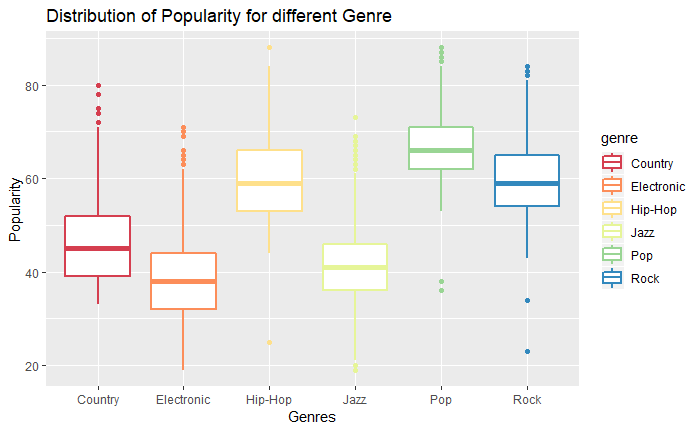 Distribution of Popularity for different Genre
Popularity
80
60
40
20
Country Electronic Hip-Hop Jazz Pop Rock
Genres
genre
Country
Electronic
Hip-Hop
Jazz
Pop
Rock